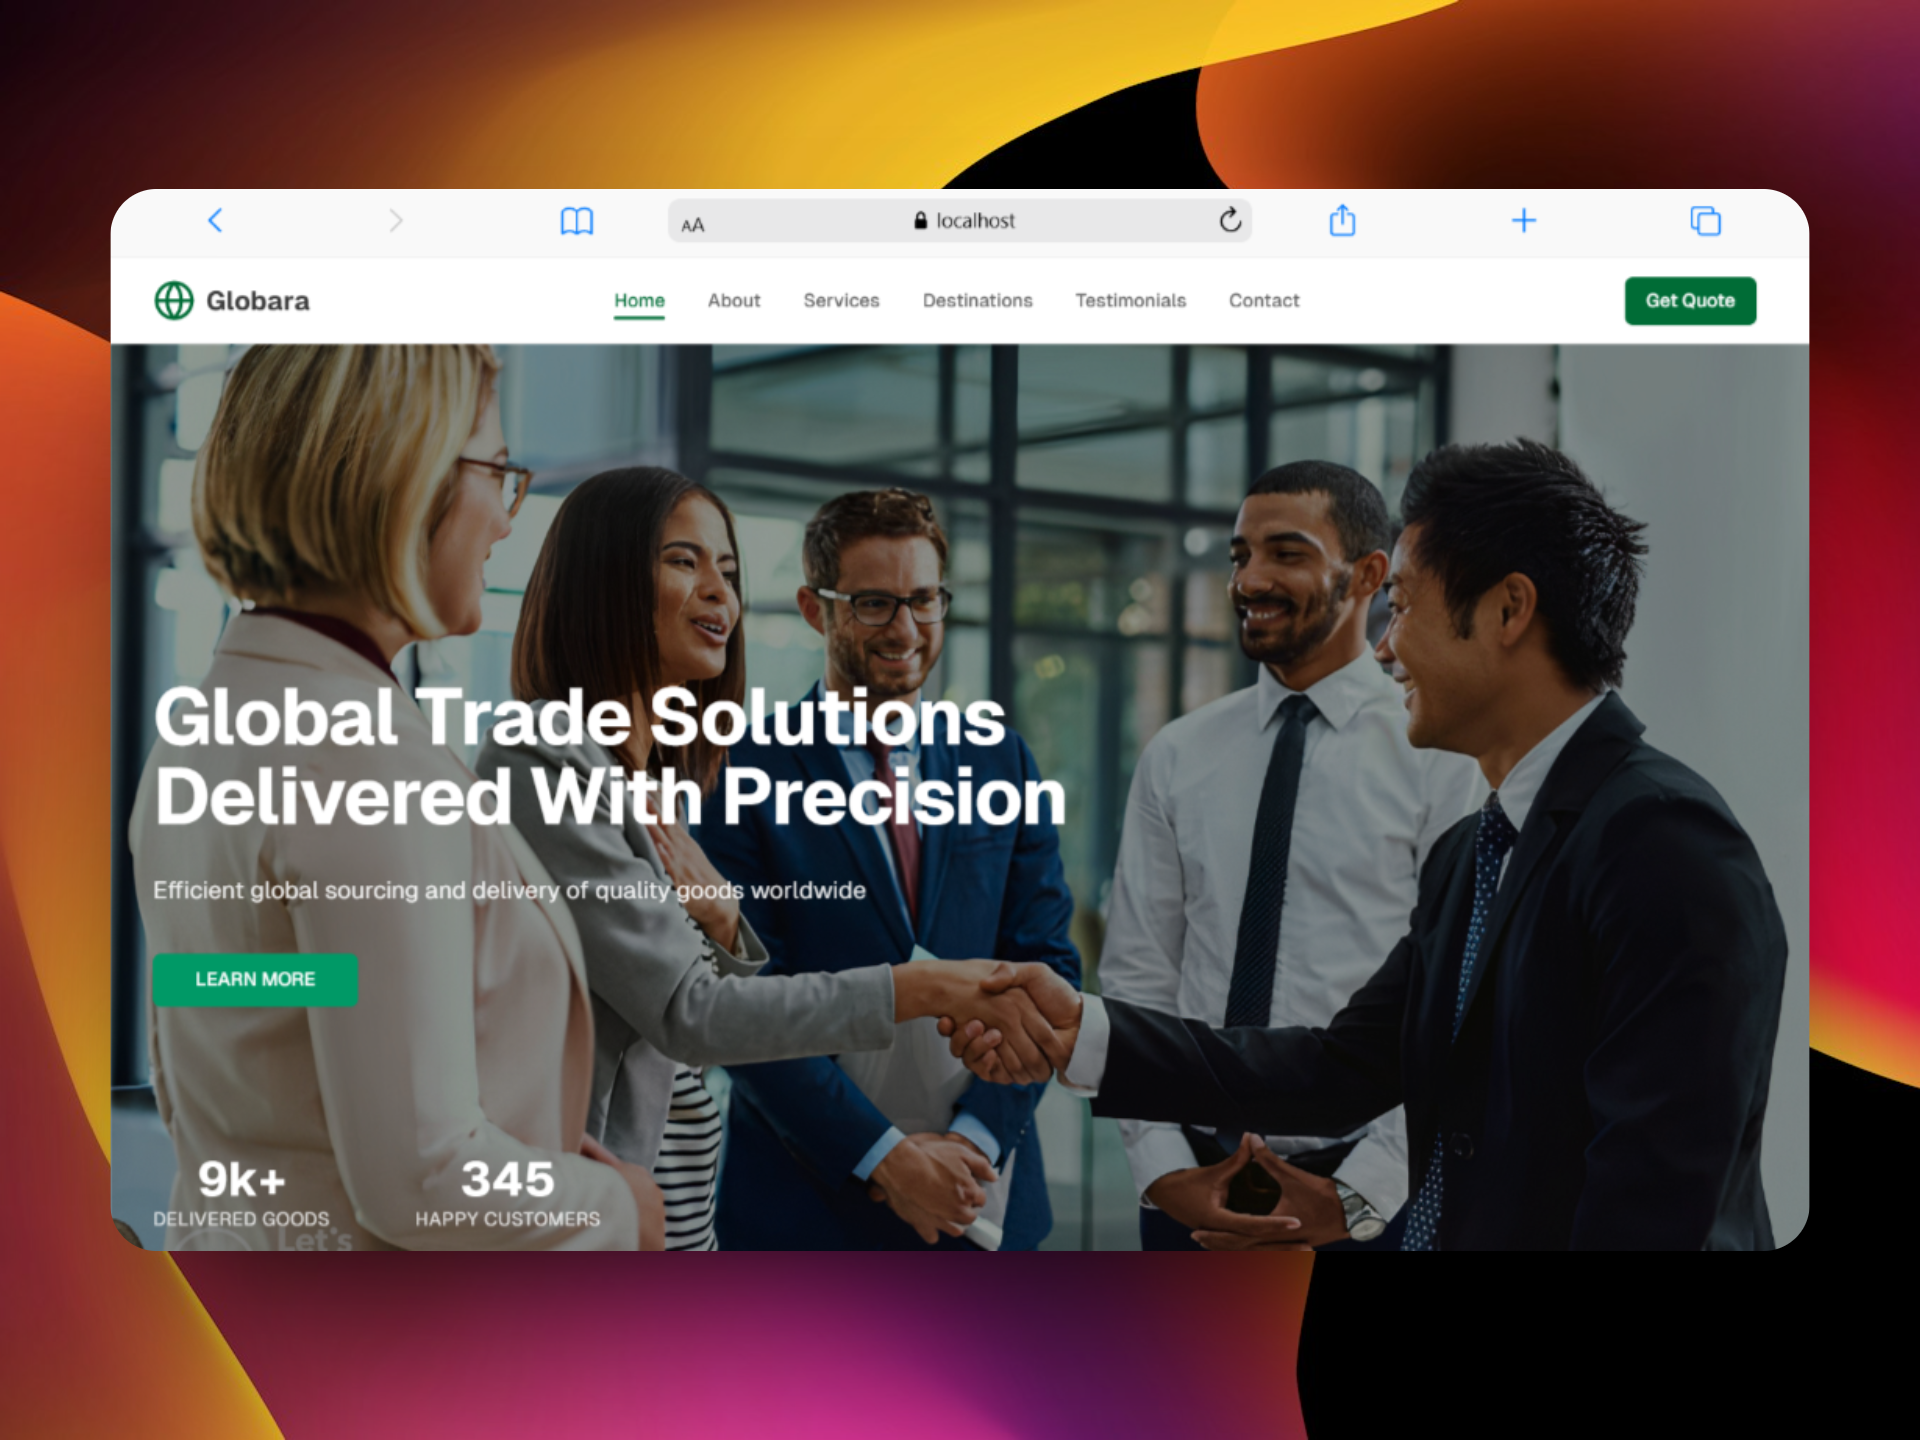 AA
localhost
Globara
Home
About
Services
Destinations
Testimonials
Contact
Get Quote
Global Trade Solutions
Delivered With Precision
Efficient global sourcing and delivery of quality goods worldwide
LEARN MORE
9k+
DELIVERED GOODS
345
HAPPY CUSTOMERS
Let's